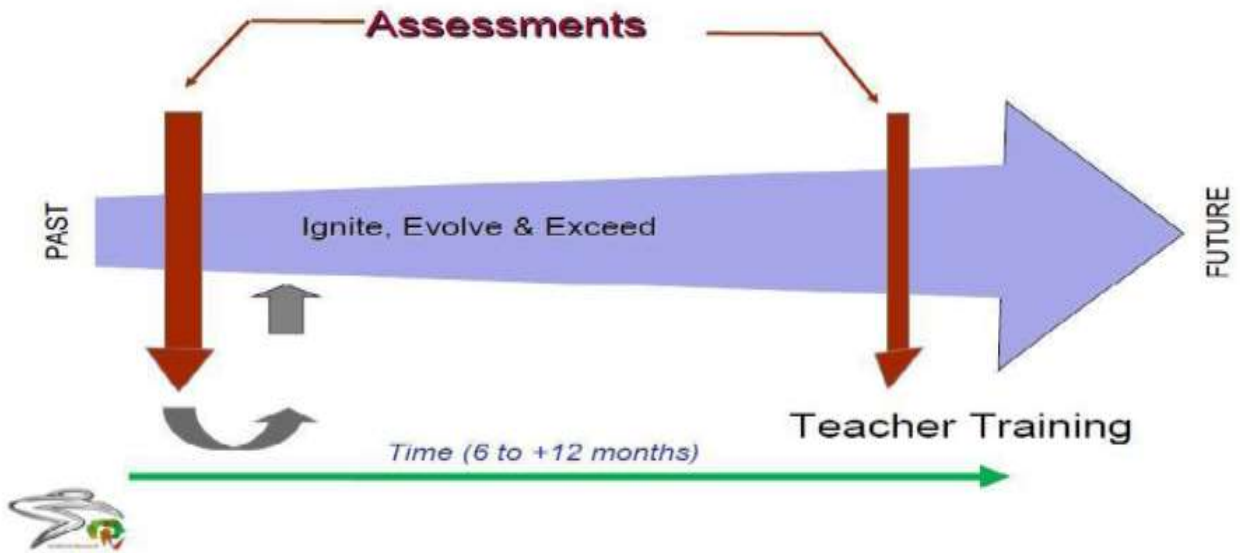 Assessments
PAST
Ignite, Evolve & Exceed
FUTURE
Teacher Training
Time (6 to +12 months)